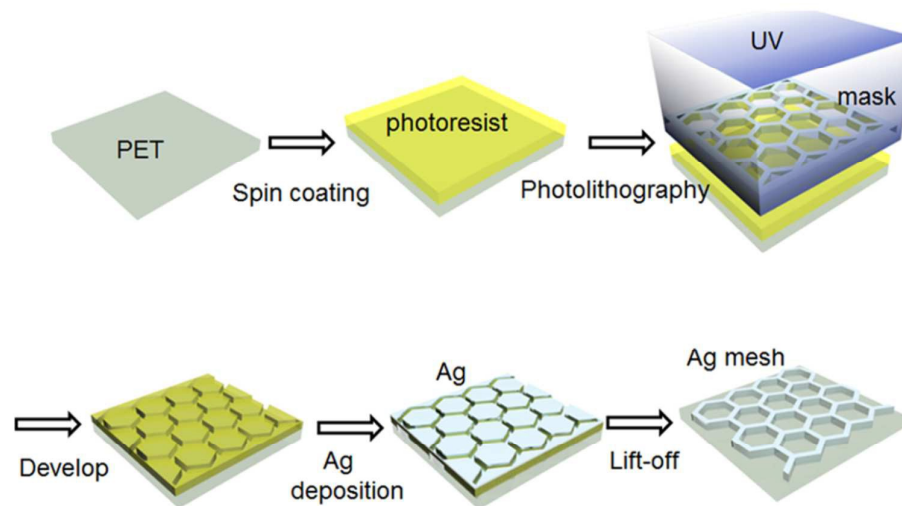 UV
mask
PET
photoresist
Spin coating
Photolithography
Ag
Ag mesh
Develop
Ag
deposition
Lift-off